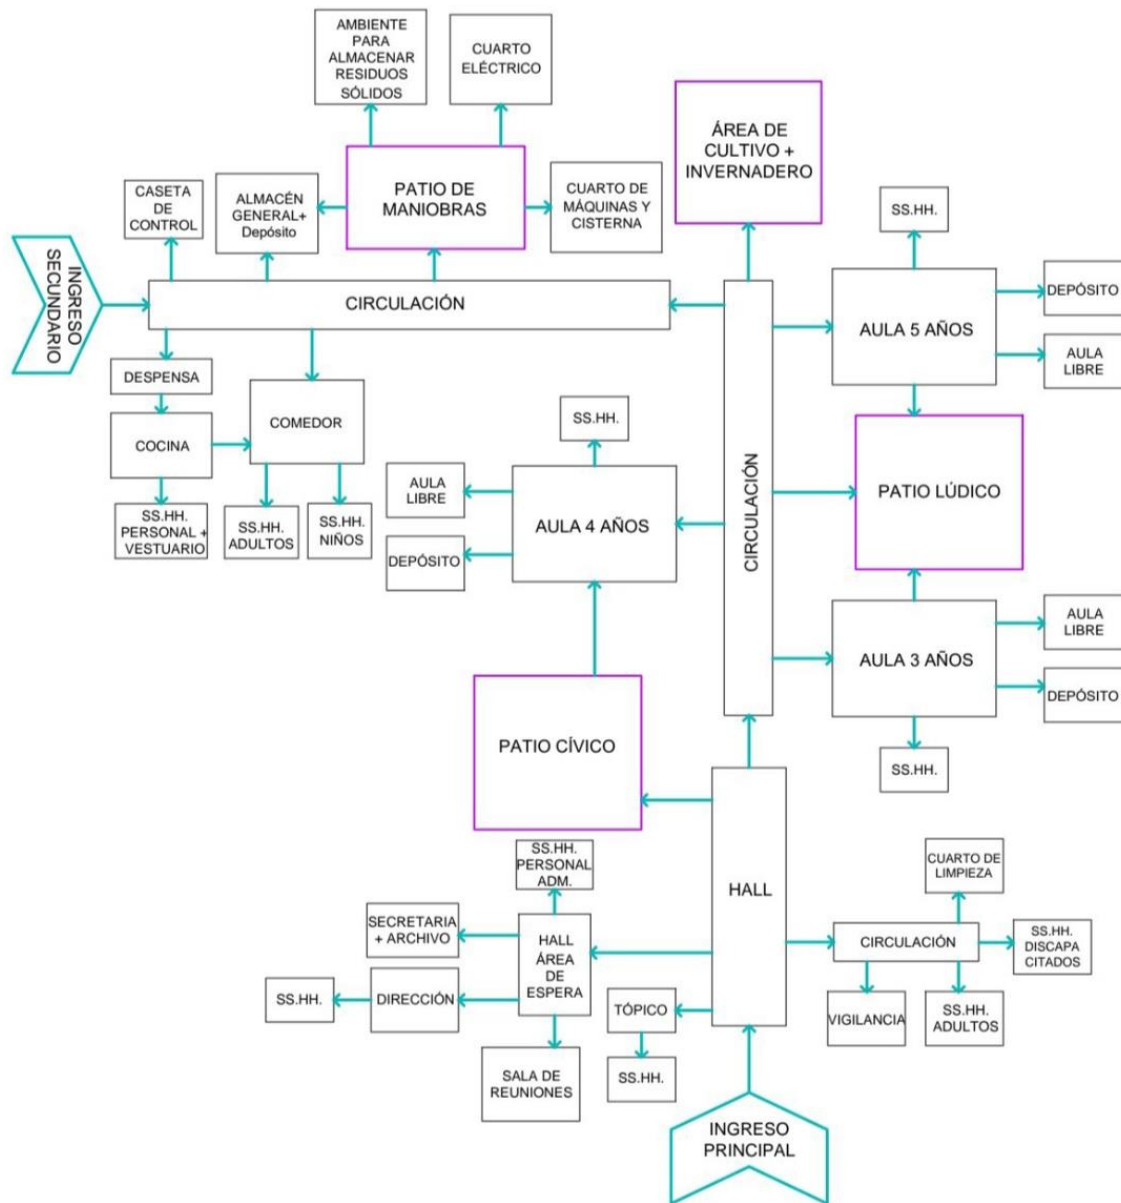 AMBIENTE
PARA
ALMACENAR
RESIDUOS
SÓLIDOS
CUARTO
ELÉCTRICO
ÁREA DE
CULTIVO +
INVERNADERO
PATIO DE
MANIOBRAS
CUARTO DE
MÁQUINAS Y
CISTERNA
ALMACÉN
GENERAL+
Depósito
CASETA
DE
CONTROL
INGRESO
SECUNDARIO
CIRCULACIÓN
SS.HH.
AULA 5 AÑOS
DEPÓSITO
AULA
LIBRE
DESPENSA
COCINA
COMEDOR
SS.HH.
PERSONAL +
VESTUARIO
SS.HH.
ADULTOS
SS.HH.
NIÑOS
SS.HH.
AULA
LIBRE
AULA 4 AÑOS
DEPÓSITO
CIRCULACIÓN
PATIO LÚDICO
AULA 3 AÑOS
AULA
LIBRE
DEPÓSITO
SS.HH.
PATIO CÍVICO
HALL
SS.HH.
PERSONAL
ADM.
SECRETARIA
+ ARCHIVO
HALL
ÁREA
DE
ESPERA
SS.HH.
DIRECCIÓN
SALA DE
REUNIONES
TÓPICO
SS.HH.
CUARTO DE
LIMPIEZA
CIRCULACIÓN
SS.HH.
DISCAPA
CITADOS
VIGILANCIA
SS.HH.
ADULTOS
INGRESO
PRINCIPAL